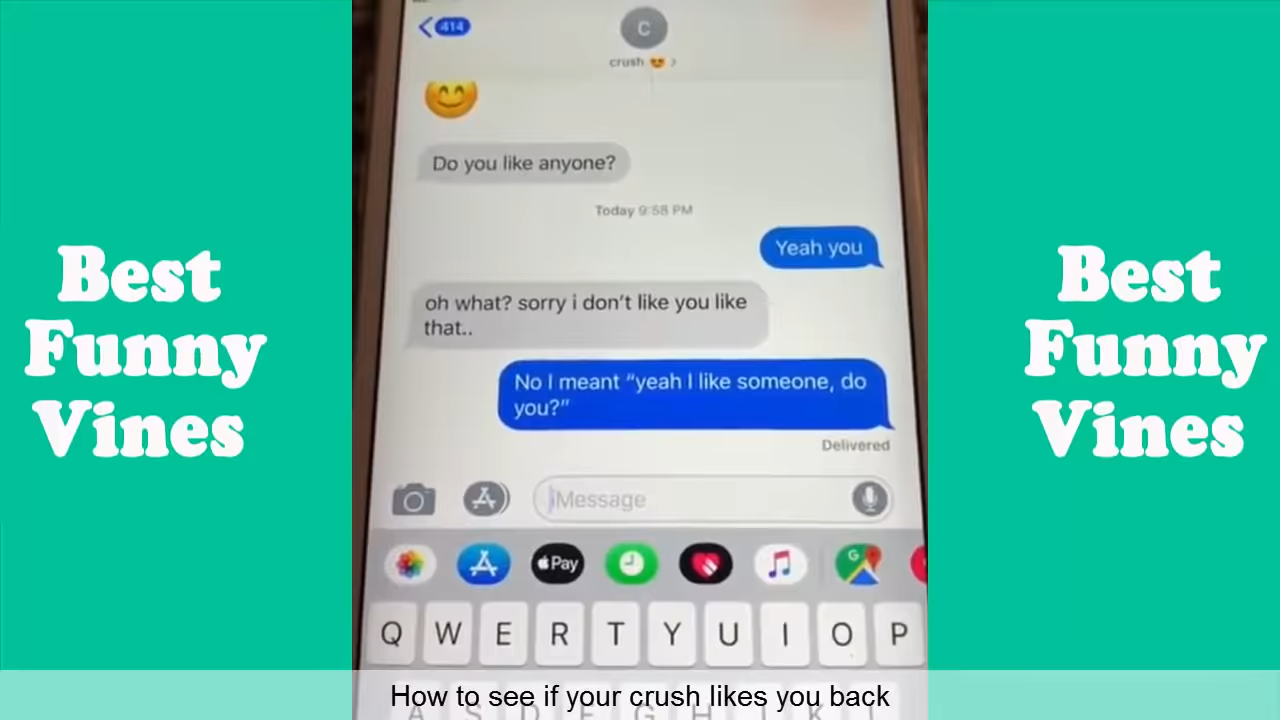 414
C
crush 😍 >
😊
Do you like anyone?
Today 9:58 PM
Yeah you
oh what? sorry i don't like you like
that..
No I meant "yeah I like someone, do
you?"
Delivered
iMessage
Pay
G
Q W E R T Y U I O P
A S D F G H J K L
How to see if your crush likes you back
Best
Funny
Vines
Best
Funny
Vines